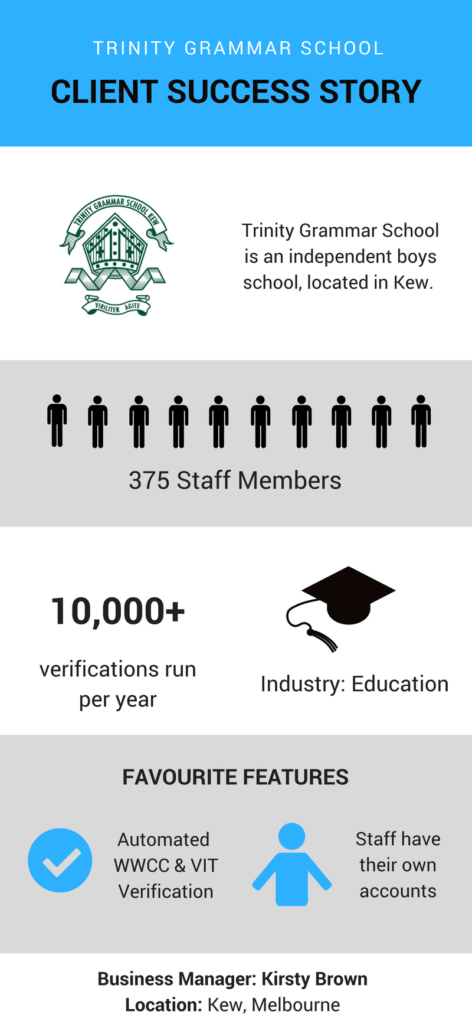 TRINITY GRAMMAR SCHOOL
CLIENT SUCCESS STORY
TRINITY GRAMMAR SCHOOL KEW
VIRILITER AGITE
Trinity Grammar School
is an independent boys
school, located in Kew.
375 Staff Members
10,000+
verifications run
per year
Industry: Education
FAVOURITE FEATURES
Automated
WWCC & VIT
Verification
Staff have
their own
accounts
Business Manager: Kirsty Brown
Location: Kew, Melbourne